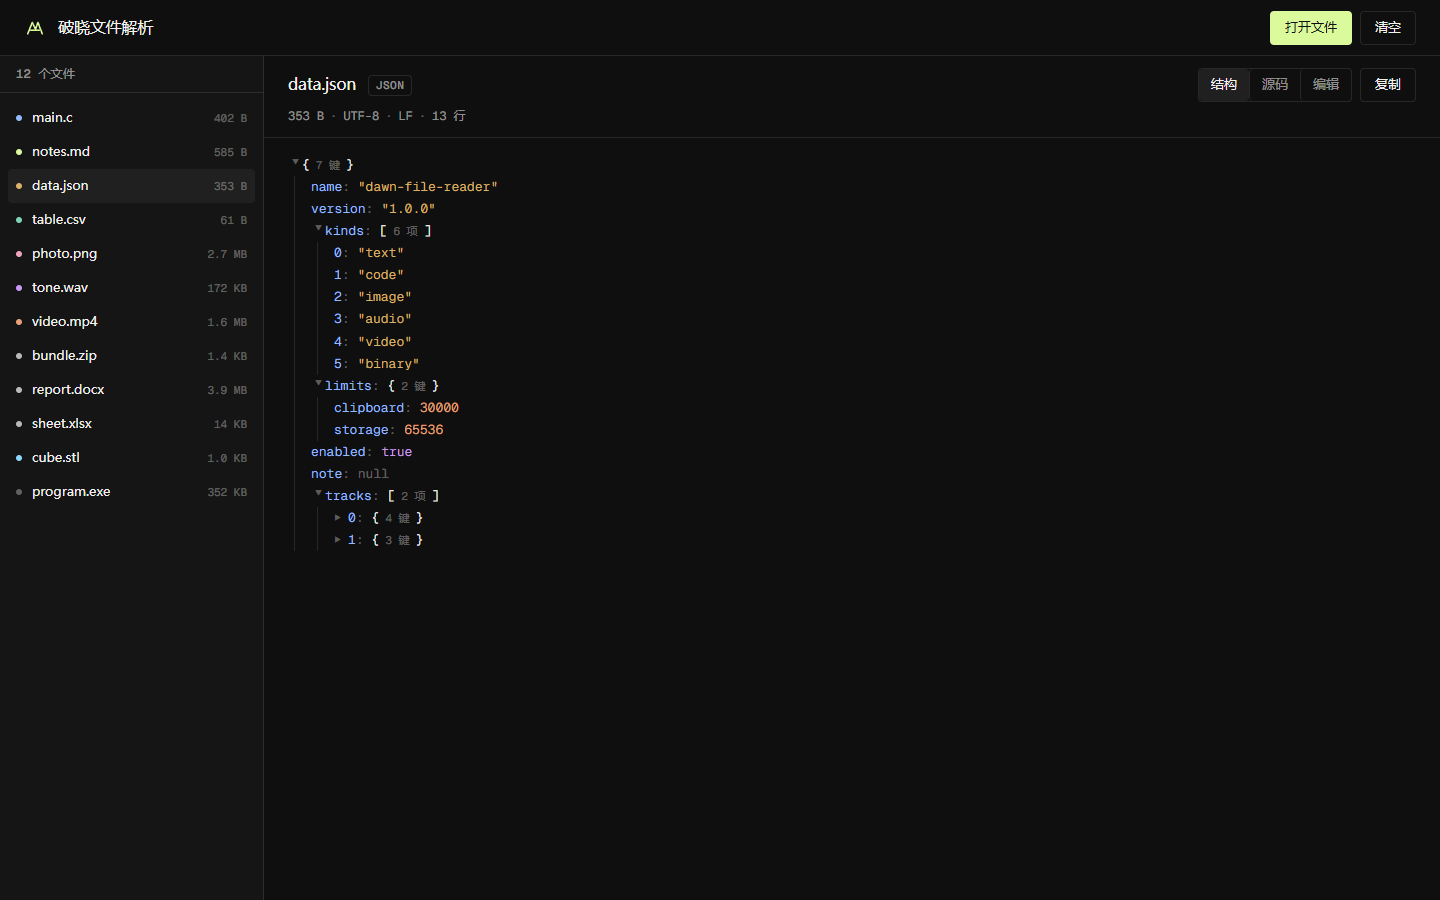 破晓文件解析
打开文件 清空
12 个文件
main.c 402 B
notes.md 585 B
data.json 353 B
table.csv 61 B
photo.png 2.7 MB
tone.wav 172 KB
video.mp4 1.6 MB
bundle.zip 1.4 KB
report.docx 3.9 MB
sheet.xlsx 14 KB
cube.stl 1.0 KB
program.exe 352 KB
data.json JSON
结构 源码 编辑 复制
353 B · UTF-8 · LF · 13 行
{ 7 键 }
name: "dawn-file-reader"
version: "1.0.0"
kinds: [ 6 项 ]
0: "text"
1: "code"
2: "image"
3: "audio"
4: "video"
5: "binary"
limits: { 2 键 }
clipboard: 30000
storage: 65536
enabled: true
note: null
tracks: [ 2 项 ]
0: { 4 键 }
1: { 3 键 }